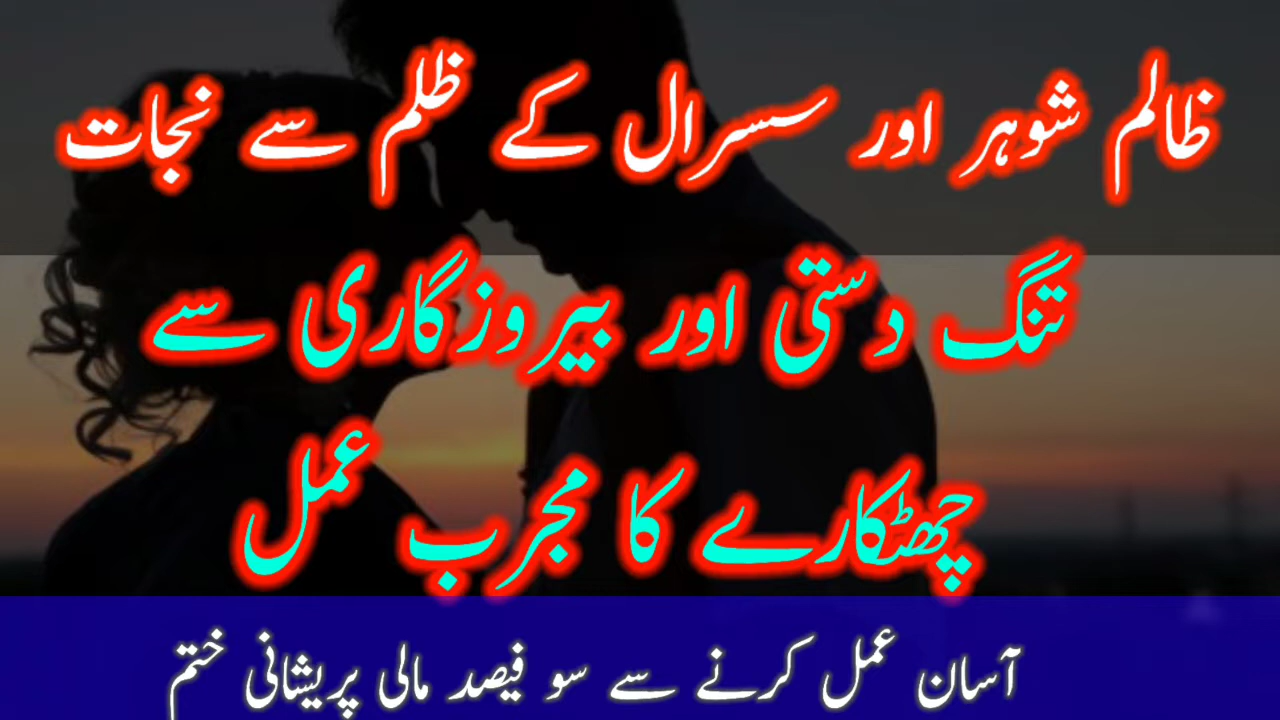 ظالم شوہر اور سسرال کے ظلم سے نجات
تنگ دستی اور بیروزگاری سے
چھٹکارے کا مجرب عمل
آسان عمل کرنے سے سو فیصد مالی پریشانی ختم